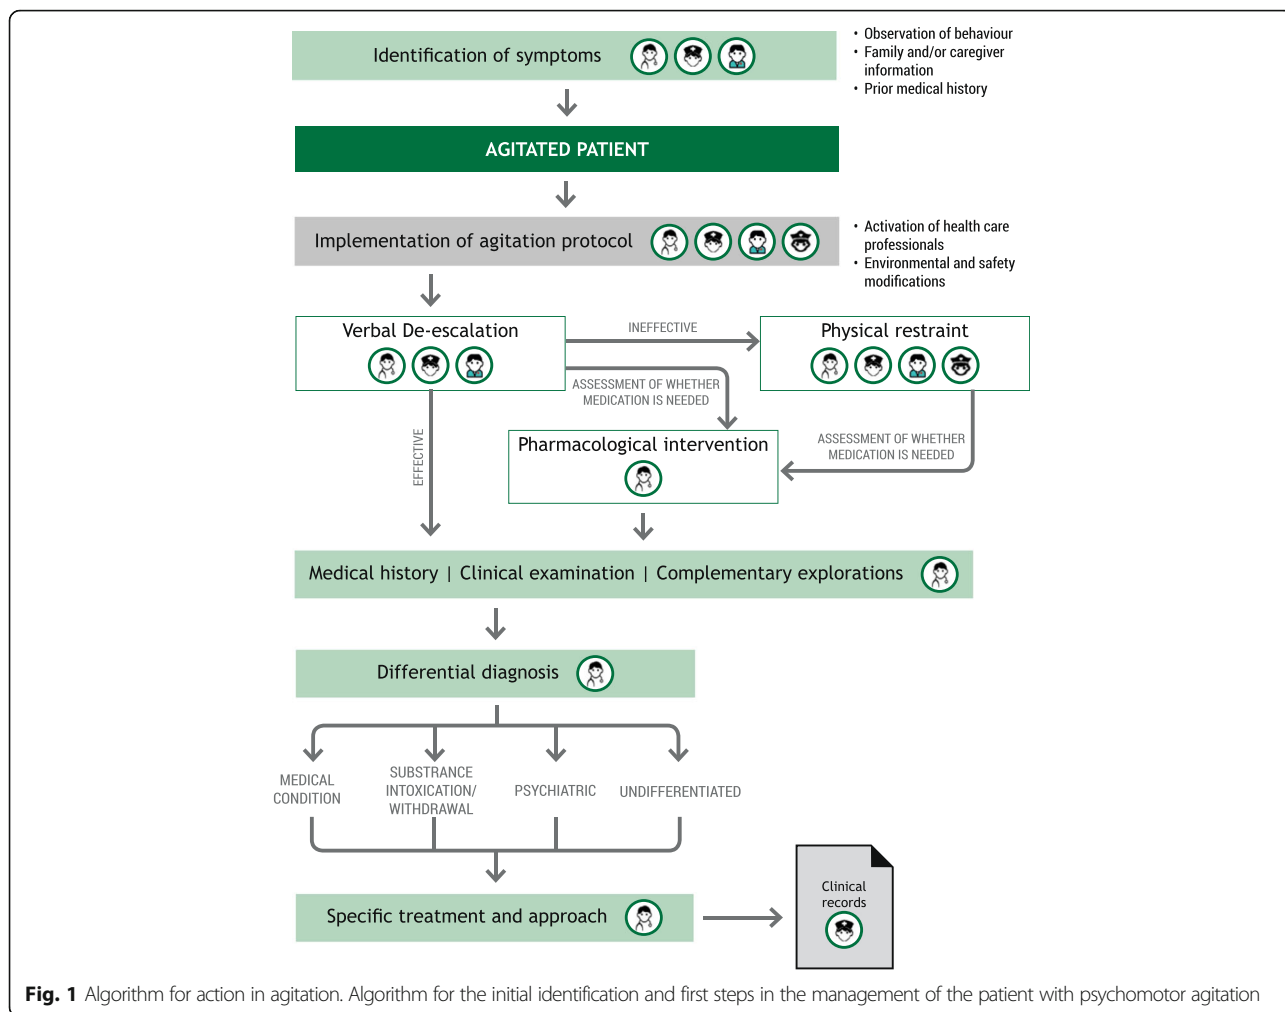 Identification of symptoms
• Observation of behaviour
• Family and/or caregiver
information
• Prior medical history
AGITATED PATIENT
Implementation of agitation protocol
• Activation of health care
professionals
• Environmental and safety
modifications
Verbal De-escalation
INEFFECTIVE
Physical restraint
ASSESSMENT OF WHETHER
MEDICATION IS NEEDED
EFFECTIVE
Pharmacological intervention
ASSESSMENT OF WHETHER
MEDICATION IS NEEDED
Medical history | Clinical examination | Complementary explorations
Differential diagnosis
MEDICAL
CONDITION
SUBSTRANCE
INTOXICATION/
WITHDRAWAL
PSYCHIATRIC
UNDIFFERENTIATED
Specific treatment and approach
Clinical
records
Fig. 1 Algorithm for action in agitation. Algorithm for the initial identification and first steps in the management of the patient with psychomotor agitation